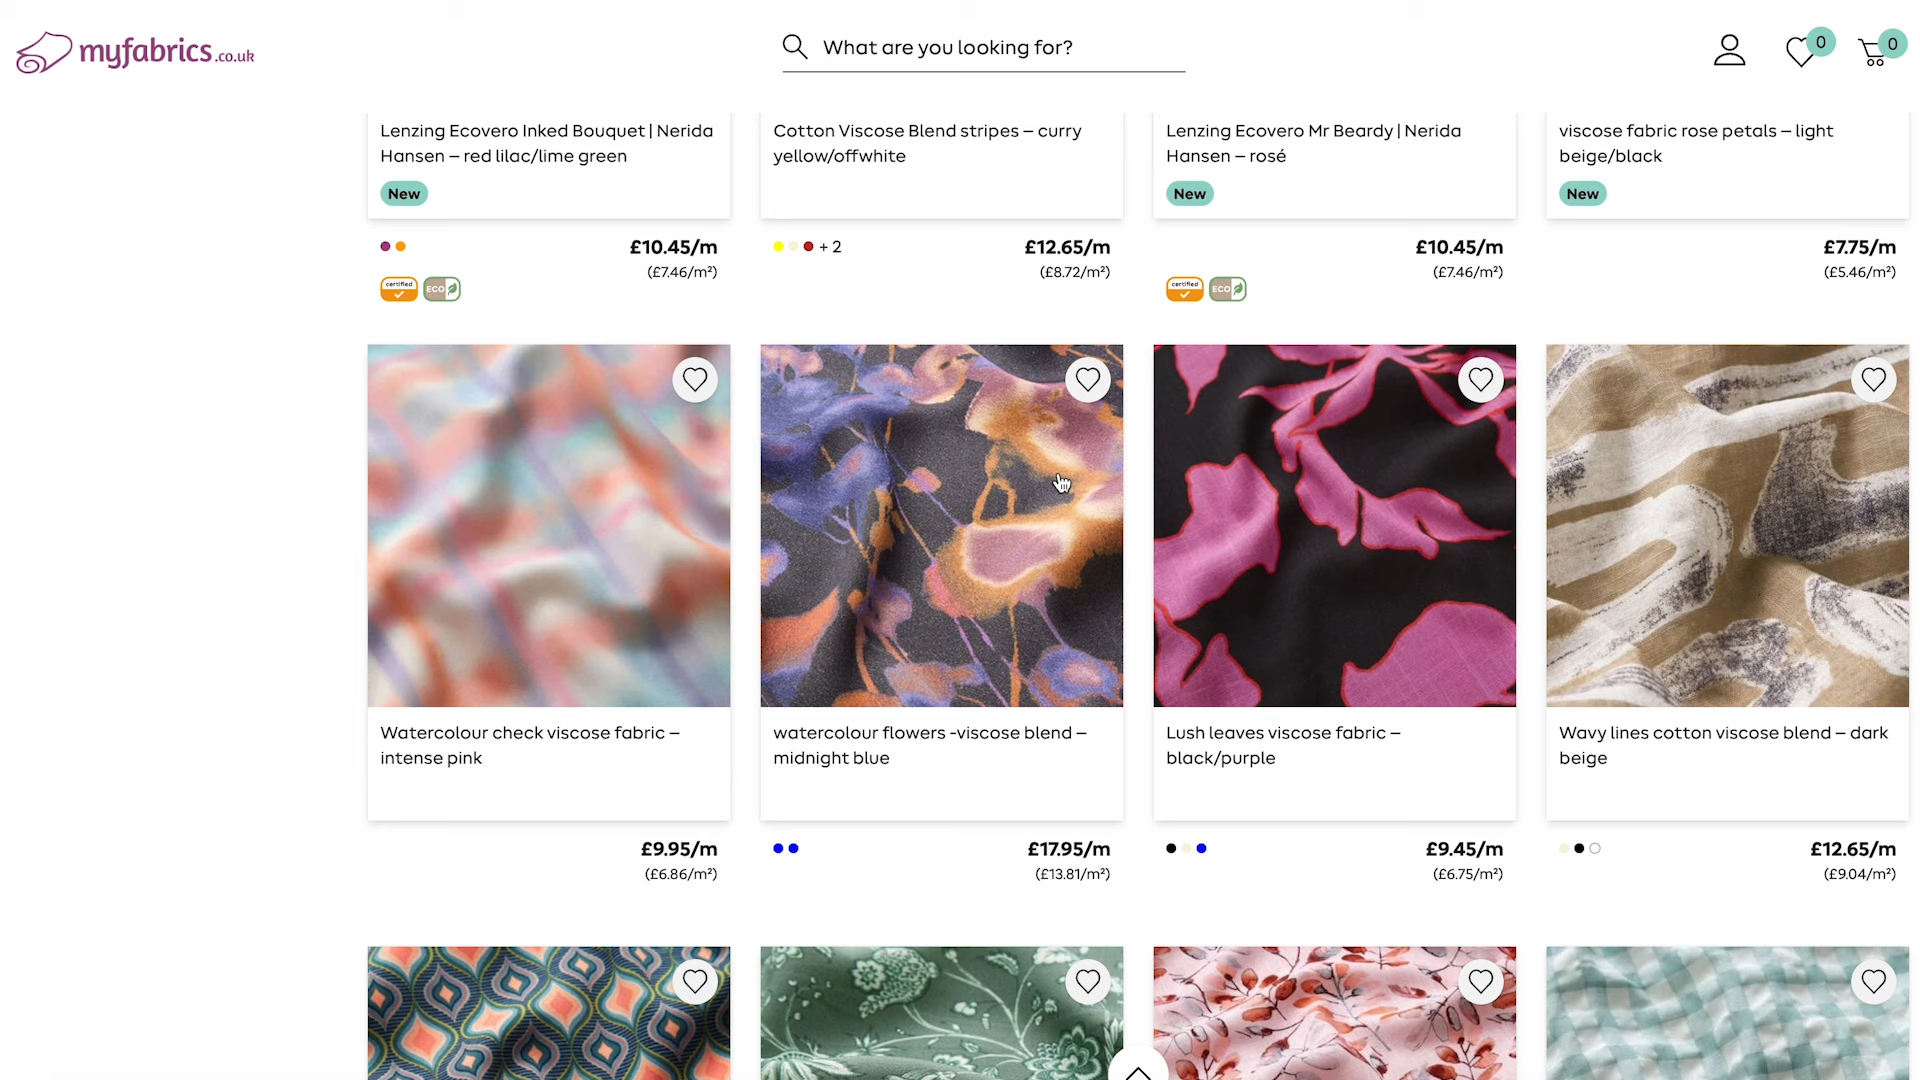 myfabrics.co.uk
What are you looking for?
0
0
Lenzing Ecovero Inked Bouquet | Nerida
Hansen – red lilac/lime green
New
£10.45/m
(£7.46/m²)
certified
ECO
Cotton Viscose Blend stripes – curry
yellow/offwhite
+ 2
£12.65/m
(£8.72/m²)
Lenzing Ecovero Mr Beardy | Nerida
Hansen – rosé
New
£10.45/m
(£7.46/m²)
certified
ECO
viscose fabric rose petals – light
beige/black
New
£7.75/m
(£5.46/m²)
Watercolour check viscose fabric –
intense pink
£9.95/m
(£6.86/m²)
watercolour flowers -viscose blend –
midnight blue
£17.95/m
(£13.81/m²)
Lush leaves viscose fabric –
black/purple
£9.45/m
(£6.75/m²)
Wavy lines cotton viscose blend – dark
beige
£12.65/m
(£9.04/m²)